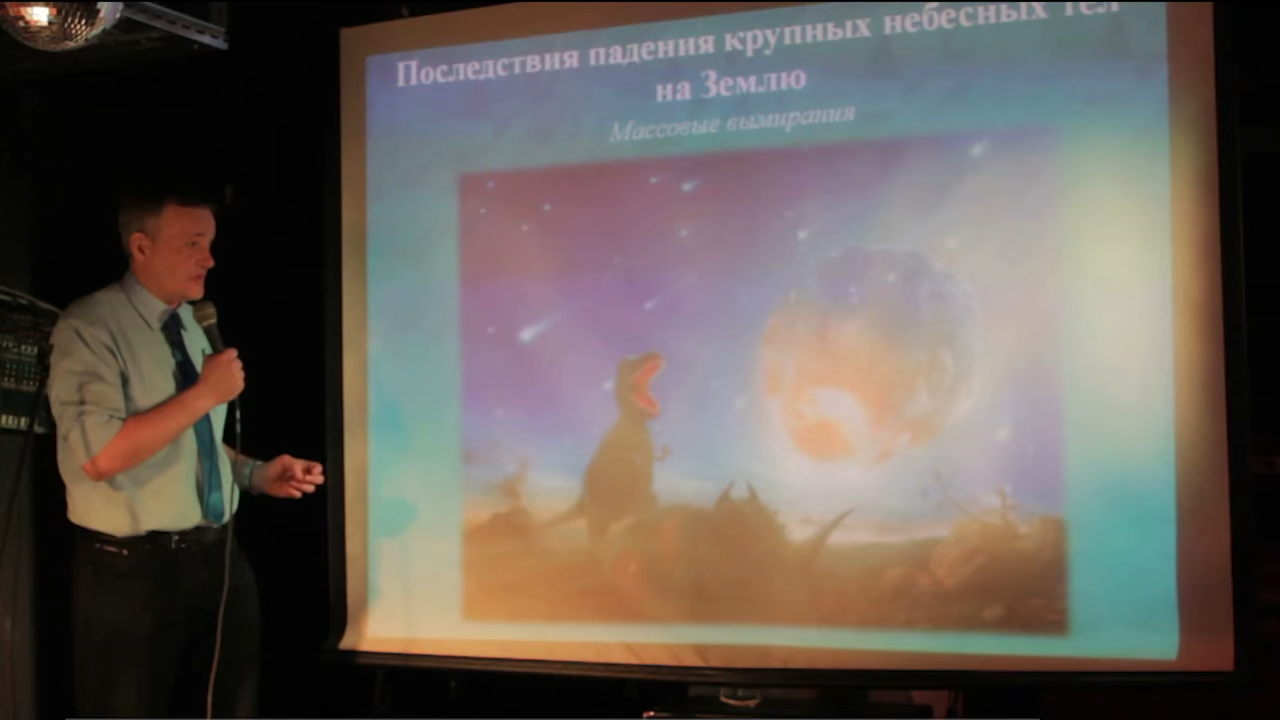 Последствия падения крупных небесных тел
на Землю
Массовые вымирания